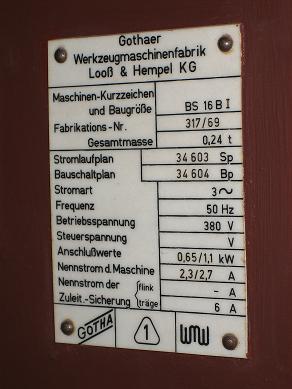 Gothaer
Werkzeugmaschinenfabrik
Looß & Hempel KG
Maschinen-Kurzzeichen
und Baugröße BS 16 B I
Fabrikations-Nr. 317/69
Gesamtmasse 0,24 t
Stromlaufplan 34 603 Sp
Bauschaltplan 34 604 Bp
Stromart 3~
Frequenz 50 Hz
Betriebsspannung 380 V
Steuerspannung V
Anschlußwerte 0,65/1,1 kW
Nennstrom d. Maschine 2,3/2,7 A
Nennstrom der flink - A
Zuleit.-Sicherung träge 6 A
GOTHA 1 WMW